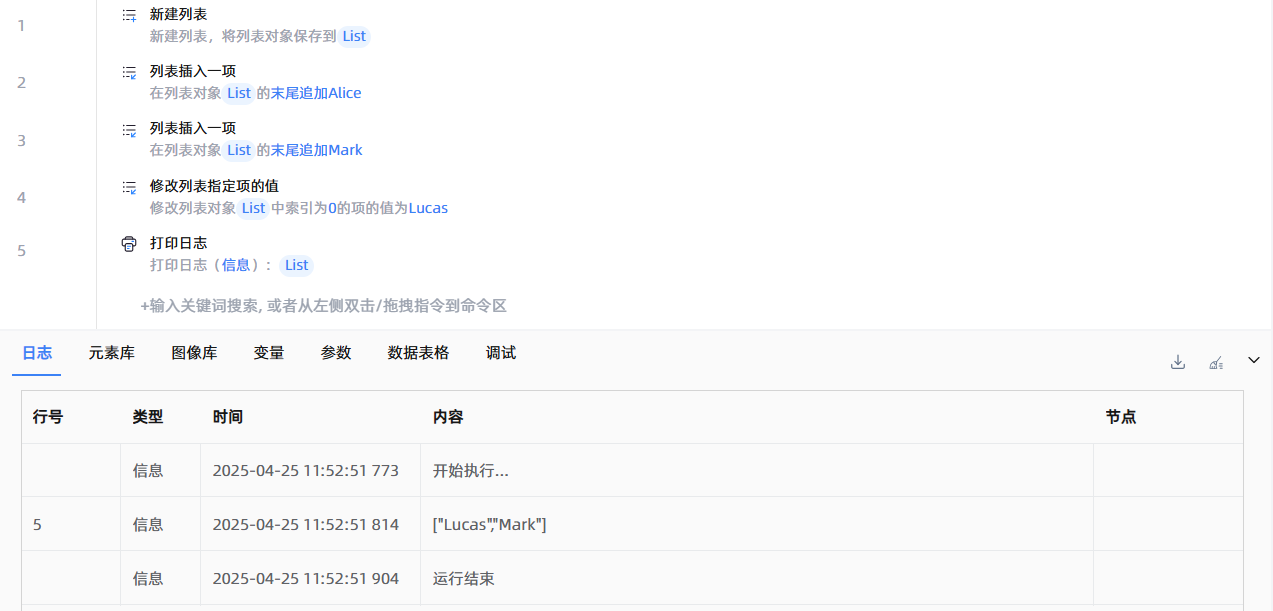 1
新建列表
新建列表，将列表对象保存到 List
2
列表插入一项
在列表对象 List 的末尾追加Alice
3
列表插入一项
在列表对象 List 的末尾追加Mark
4
修改列表指定项的值
修改列表对象 List 中索引为0的项的值为Lucas
5
打印日志
打印日志（信息）： List
+输入关键词搜索, 或者从左侧双击/拖拽指令到命令区
日志 元素库 图像库 变量 参数 数据表格 调试
行号 类型 时间 内容 节点
信息 2025-04-25 11:52:51 773 开始执行...
5 信息 2025-04-25 11:52:51 814 ["Lucas","Mark"]
信息 2025-04-25 11:52:51 904 运行结束